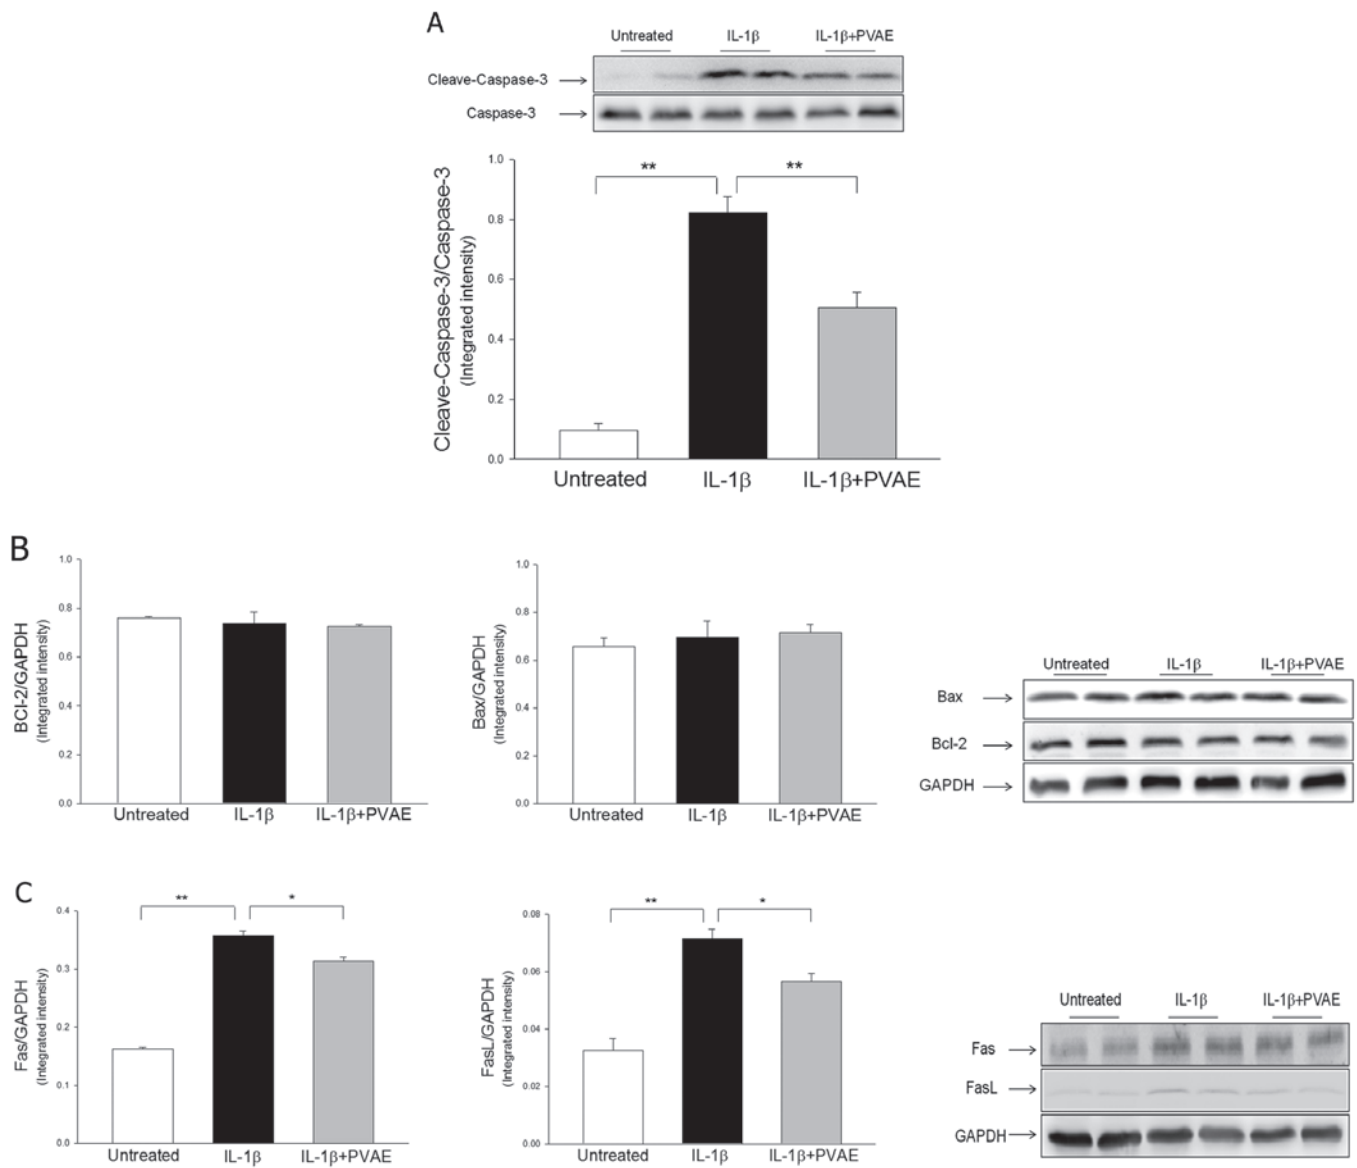 A
Untreated IL-1β IL-1β+PVAE
Cleave-Caspase-3
Caspase-3
Cleave-Caspase-3/Caspase-3
(Integrated intensity)
1.0
0.8
0.6
0.4
0.2
0.0
** **
Untreated IL-1β IL-1β+PVAE
B
BCl-2/GAPDH
(Integrated intensity)
1.0
0.8
0.6
0.4
0.2
0.0
Untreated IL-1β IL-1β+PVAE
Bax/GAPDH
(Integrated intensity)
1.0
0.8
0.6
0.4
0.2
0.0
Untreated IL-1β IL-1β+PVAE
Untreated IL-1β IL-1β+PVAE
Bax
Bcl-2
GAPDH
C
Fas/GAPDH
(Integrated intensity)
0.4
0.3
0.2
0.1
0.0
** *
Untreated IL-1β IL-1β+PVAE
FasL/GAPDH
(Integrated intensity)
0.08
0.06
0.04
0.02
0.00
** *
Untreated IL-1β IL-1β+PVAE
Untreated IL-1β IL-1β+PVAE
Fas
FasL
GAPDH